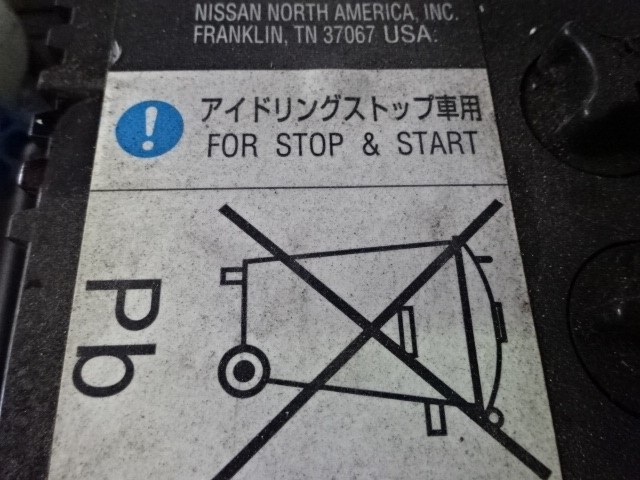 NISSAN NORTH AMERICA, INC.
FRANKLIN, TN 37067 USA.
アイドリングストップ車用
FOR STOP & START
Pb